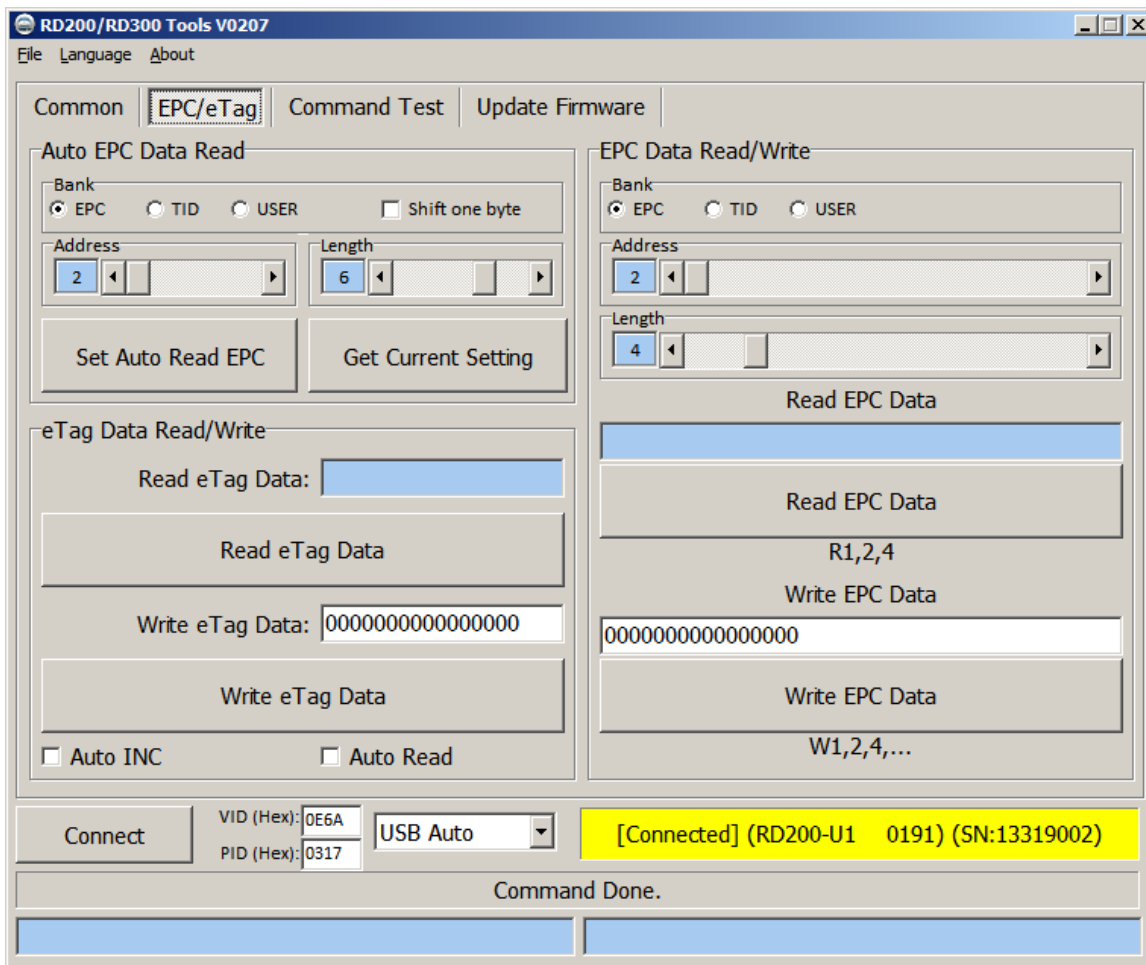 RD200/RD300 Tools V0207
File Language About
Common EPC/eTag Command Test Update Firmware
Auto EPC Data Read
Bank
EPC TID USER Shift one byte
Address Length
2 6
Set Auto Read EPC Get Current Setting
eTag Data Read/Write
Read eTag Data:
Read eTag Data
Write eTag Data: 0000000000000000
Write eTag Data
Auto INC Auto Read
EPC Data Read/Write
Bank
EPC TID USER
Address
2
Length
4
Read EPC Data
Read EPC Data
R1,2,4
Write EPC Data
0000000000000000
Write EPC Data
W1,2,4,...
Connect
VID (Hex): 0E6A
PID (Hex): 0317
USB Auto
[Connected] (RD200-U1 0191) (SN:13319002)
Command Done.